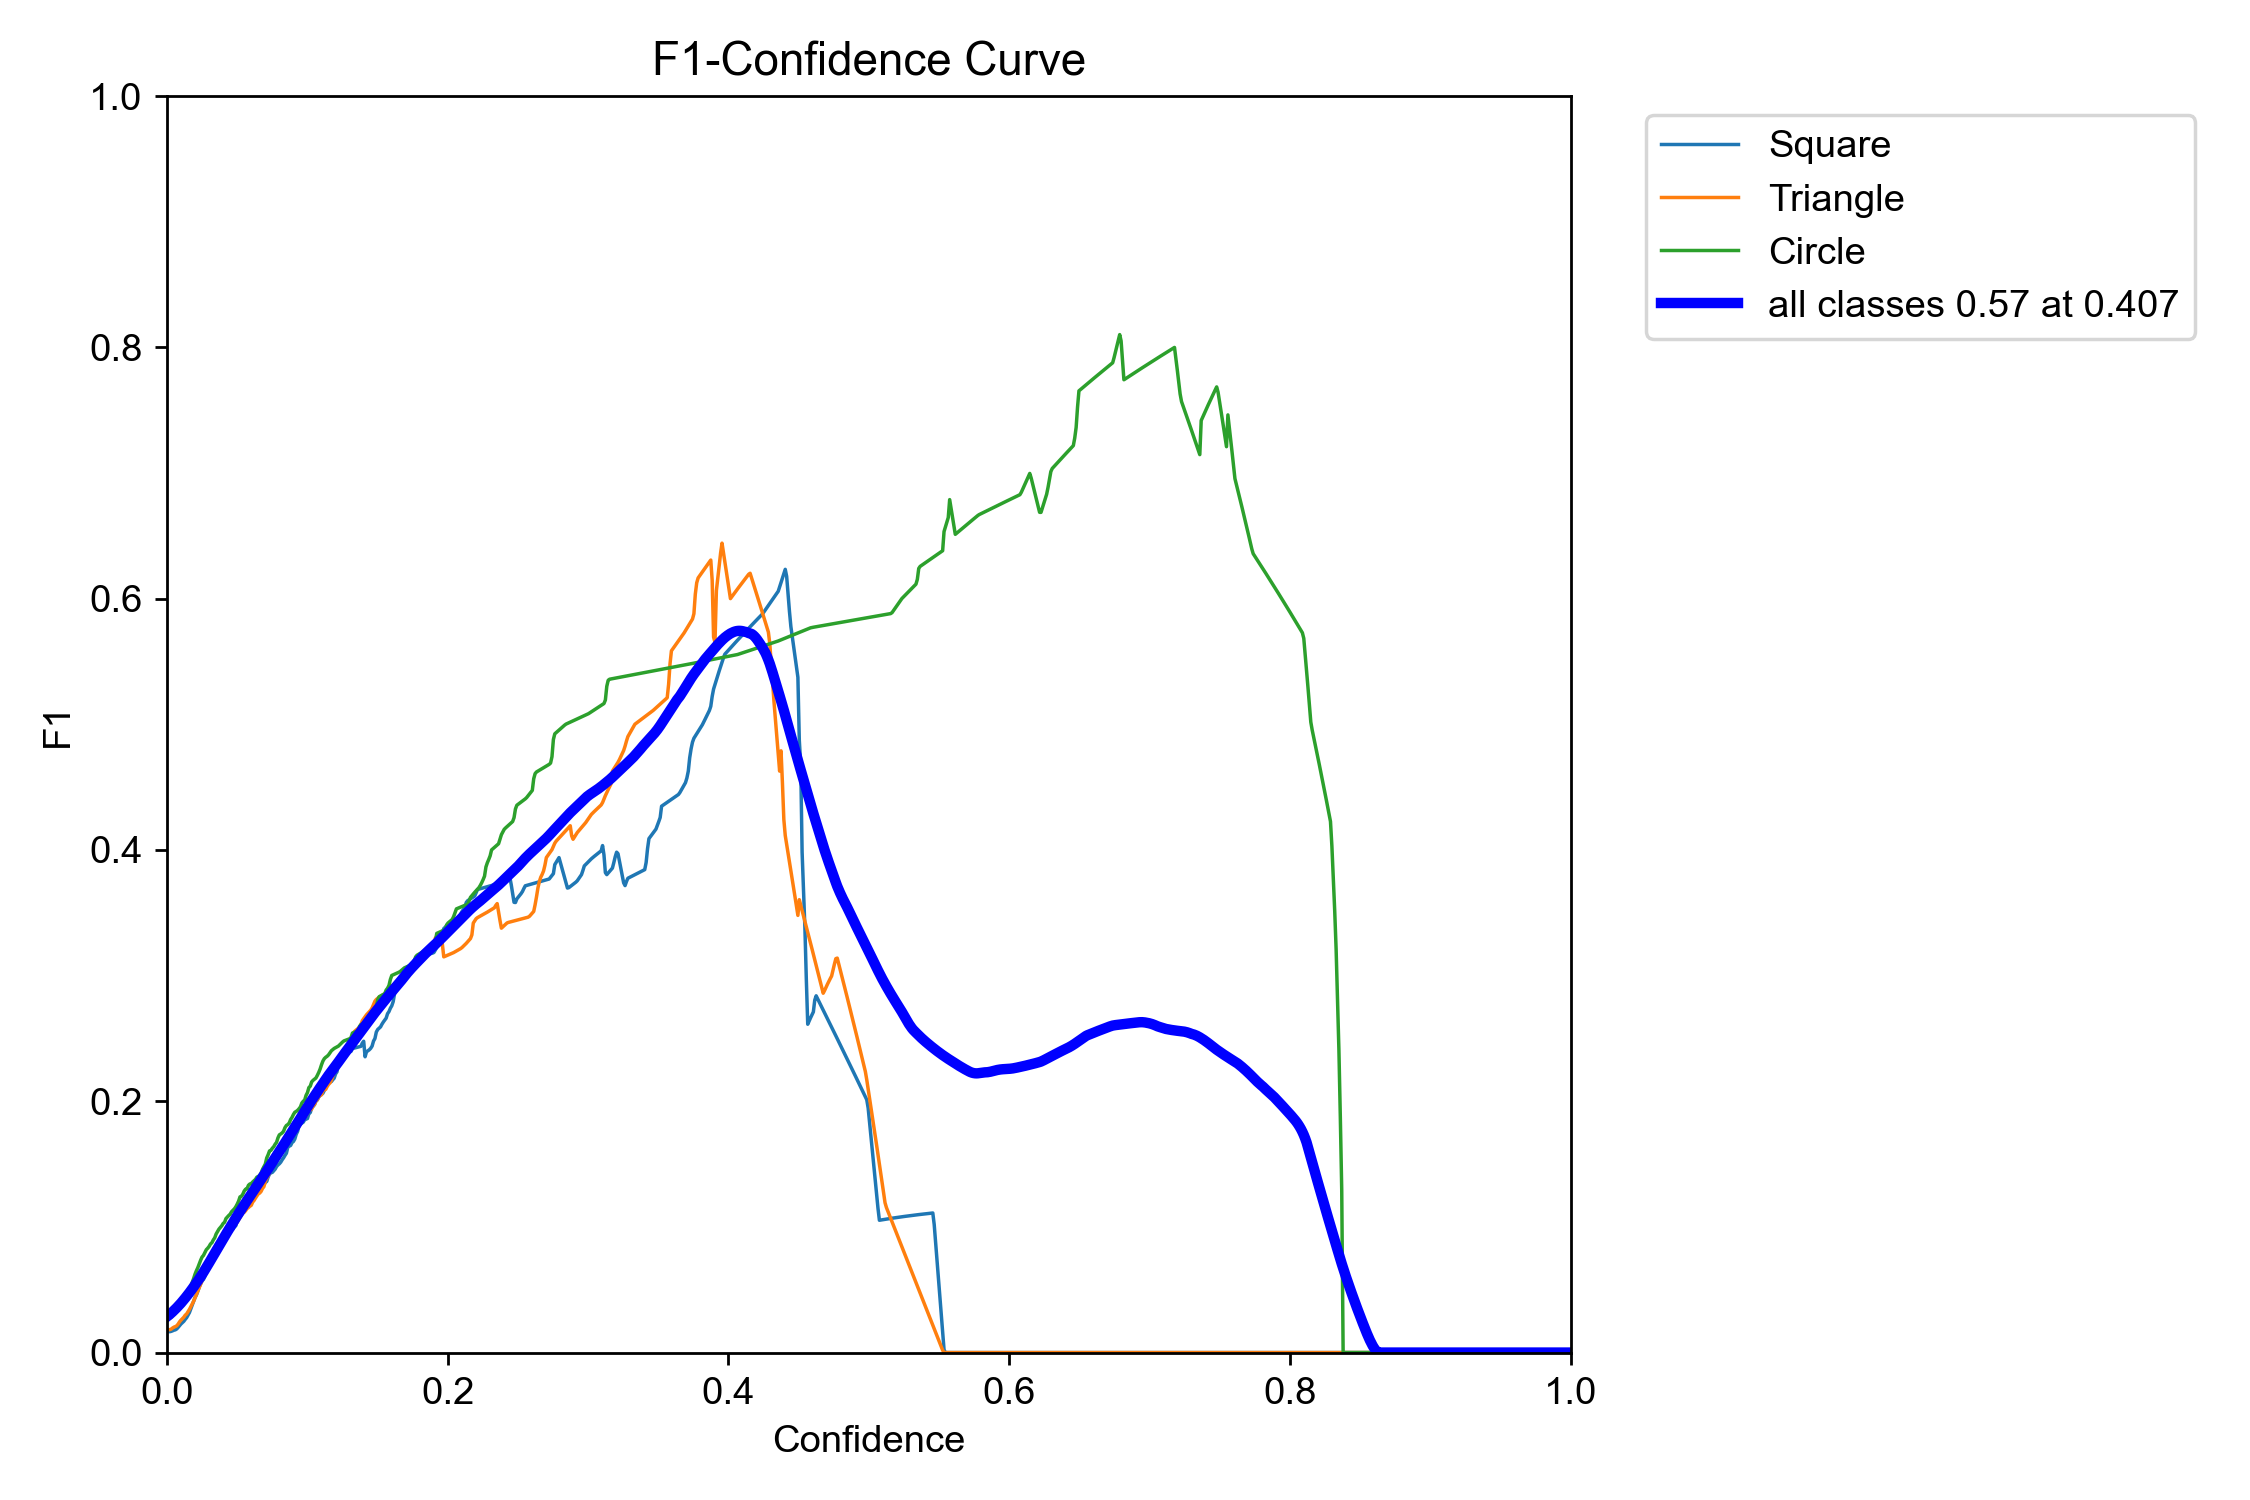 F1-Confidence Curve
1.0
0.8
0.6
0.4
0.2
0.0
F1
0.0 0.2 0.4 0.6 0.8 1.0
Confidence
Square
Triangle
Circle
all classes 0.57 at 0.407